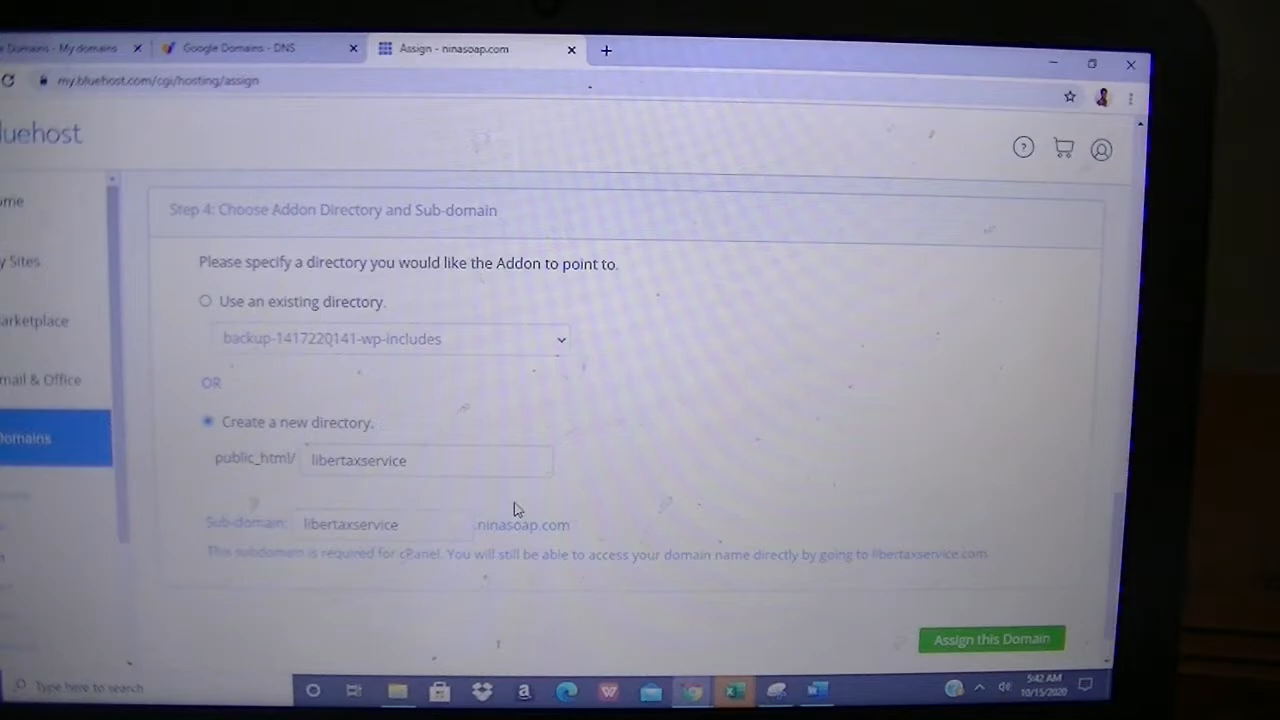 Domains - My domains
Google Domains - DNS
Assign - ninasoap.com
my.bluehost.com/cgi/hosting/assign
luehost
ome
y Sites
arketplace
mail & Office
Domains
Step 4: Choose Addon Directory and Sub-domain
Please specify a directory you would like the Addon to point to.
Use an existing directory.
backup-1417220141-wp-includes
OR
Create a new directory.
public_html/ libertaxservice
Sub-domain: libertaxservice .ninasoap.com
This subdomain is required for cPanel. You will still be able to access your domain name directly by going to libertaxservice.com
Assign this Domain
Type here to search
5:42 AM
10/15/2020